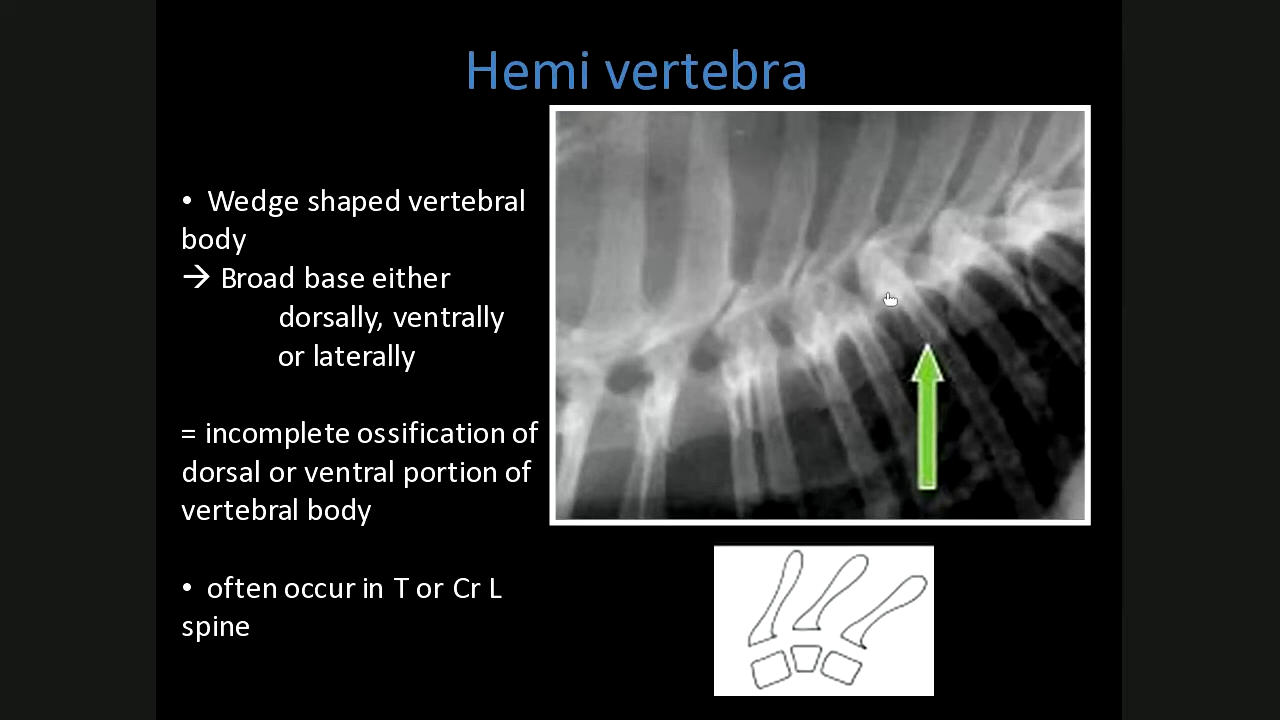 Hemi vertebra
• Wedge shaped vertebral
body
→ Broad base either
dorsally, ventrally
or laterally
= incomplete ossification of
dorsal or ventral portion of
vertebral body
• often occur in T or Cr L
spine